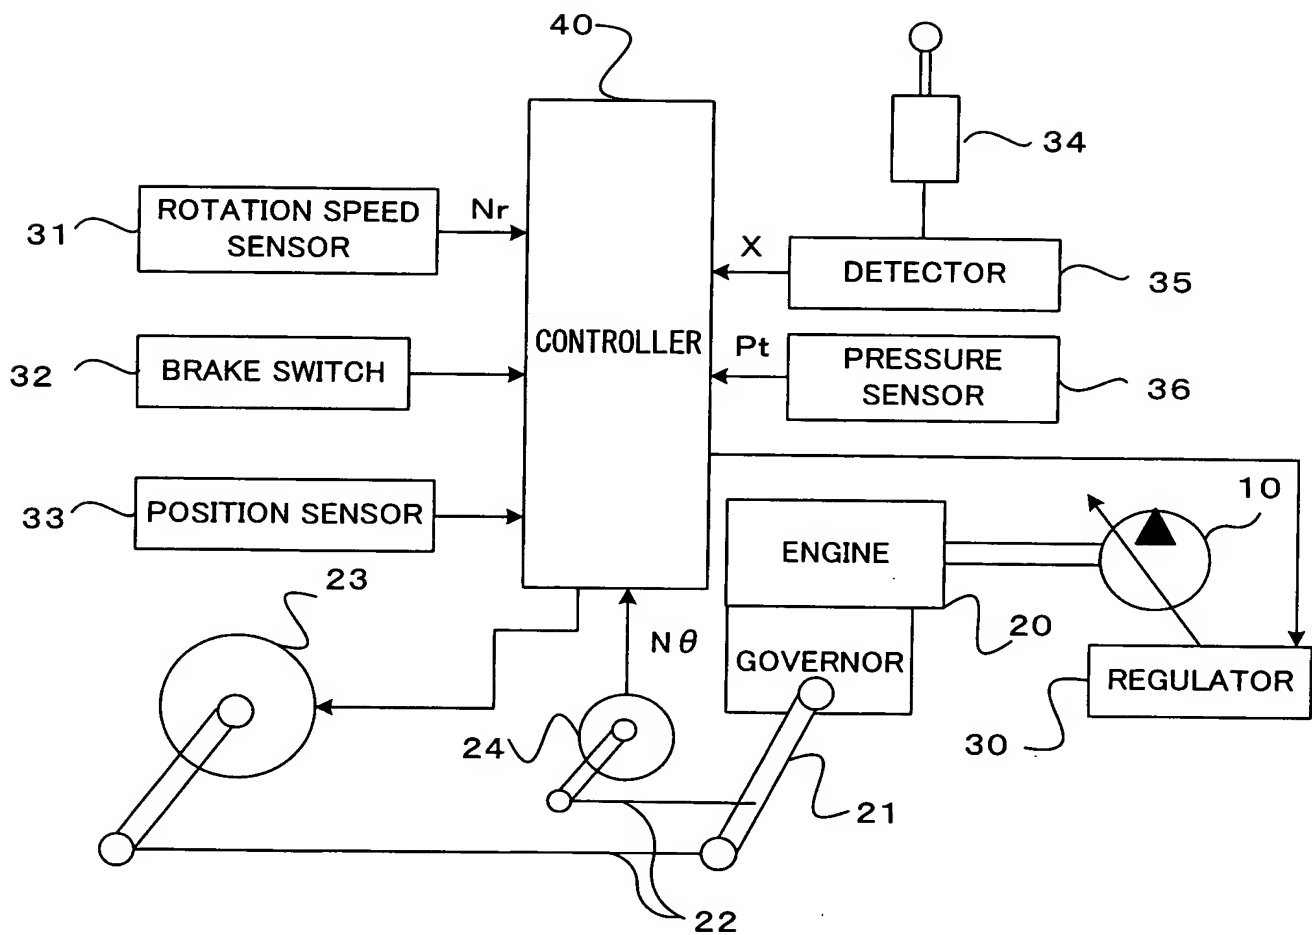 40
34
ROTATION SPEED
SENSOR
Nr
31
X
DETECTOR
35
CONTROLLER
32
BRAKE SWITCH
Pt
PRESSURE
SENSOR
36
33
POSITION SENSOR
10
ENGINE
23
20
Nθ
GOVERNOR
REGULATOR
30
24
21
22